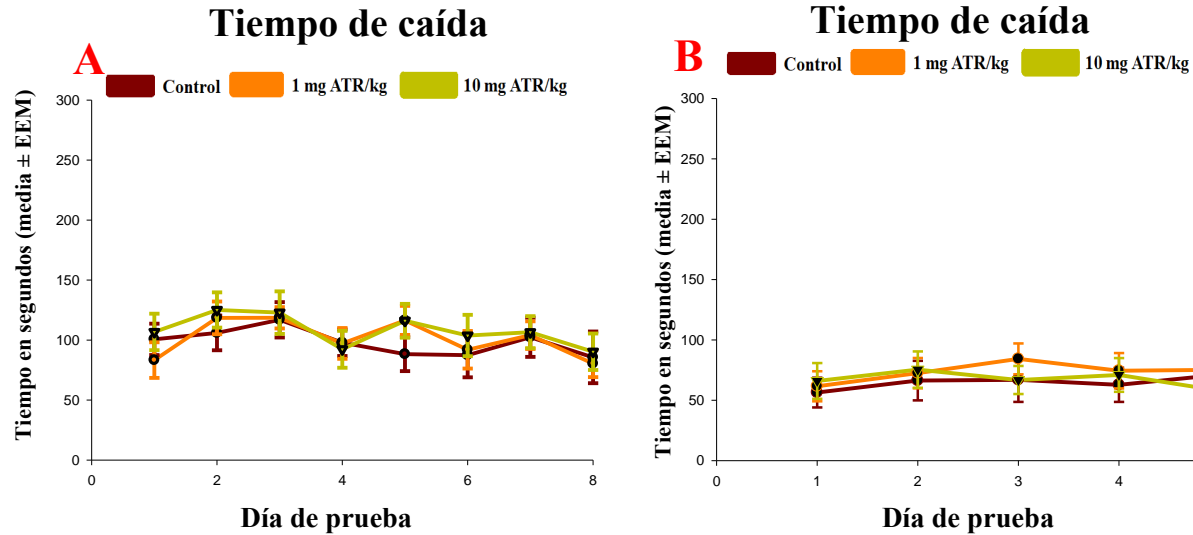 Tiempo de caída
A
Control 1 mg ATR/kg 10 mg ATR/kg
Tiempo en segundos (media ± EEM)
300
250
200
150
100
50
0
0 2 4 6 8
Día de prueba
Tiempo de caída
B
Control 1 mg ATR/kg 10 mg ATR/kg
Tiempo en segundos (media ± EEM)
300
250
200
150
100
50
0
0 1 2 3 4
Día de prueba